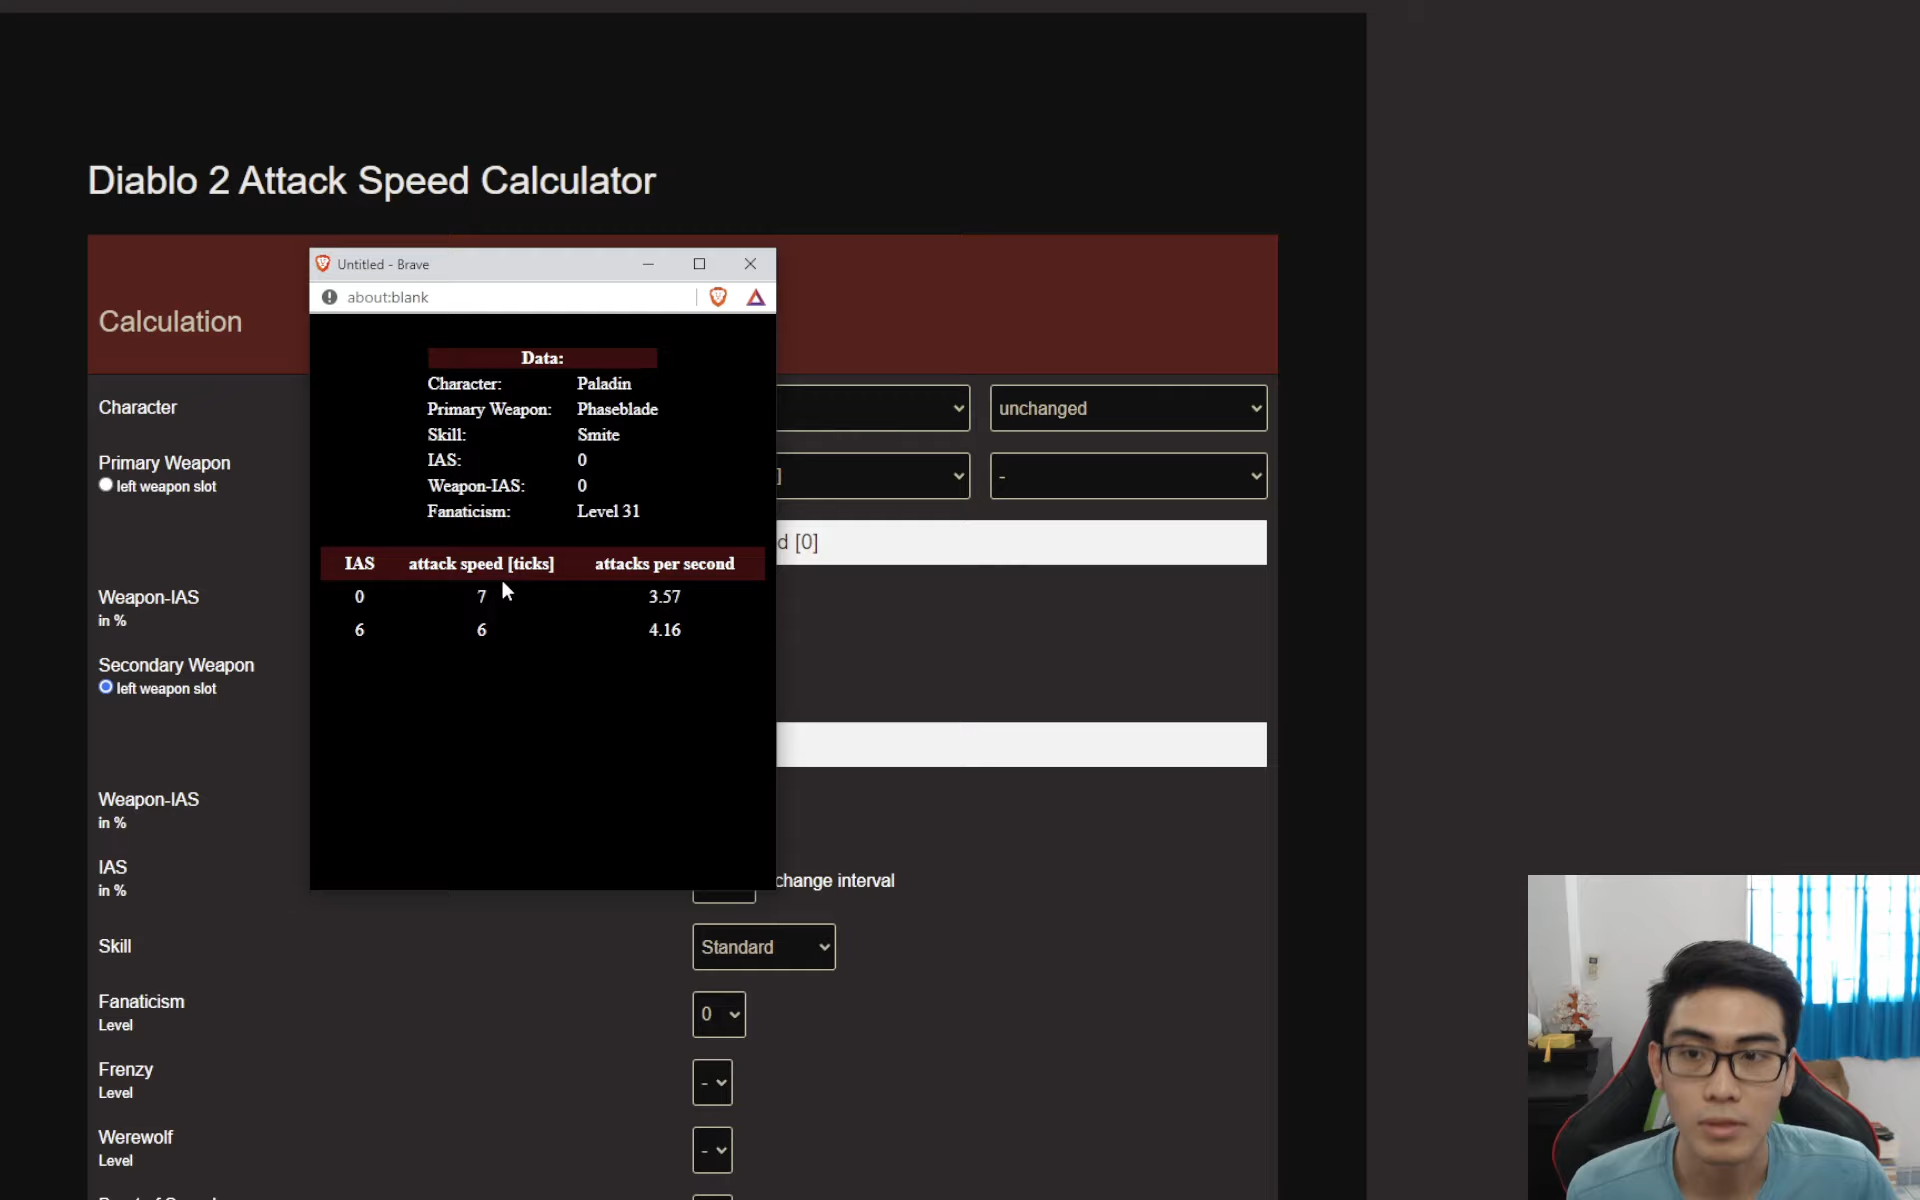 Diablo 2 Attack Speed Calculator
Untitled - Brave
about:blank
Calculation
Data:
Character: Paladin
Primary Weapon: Phaseblade
Skill: Smite
IAS: 0
Weapon-IAS: 0
Fanaticism: Level 31
IAS attack speed [ticks] attacks per second
0 7 3.57
6 6 4.16
Character unchanged
Primary Weapon ] -
left weapon slot
d [0]
Weapon-IAS
in %
Secondary Weapon
left weapon slot
Weapon-IAS
in %
IAS change interval
in %
Skill Standard
Fanaticism 0
Level
Frenzy -
Level
Werewolf -
Level